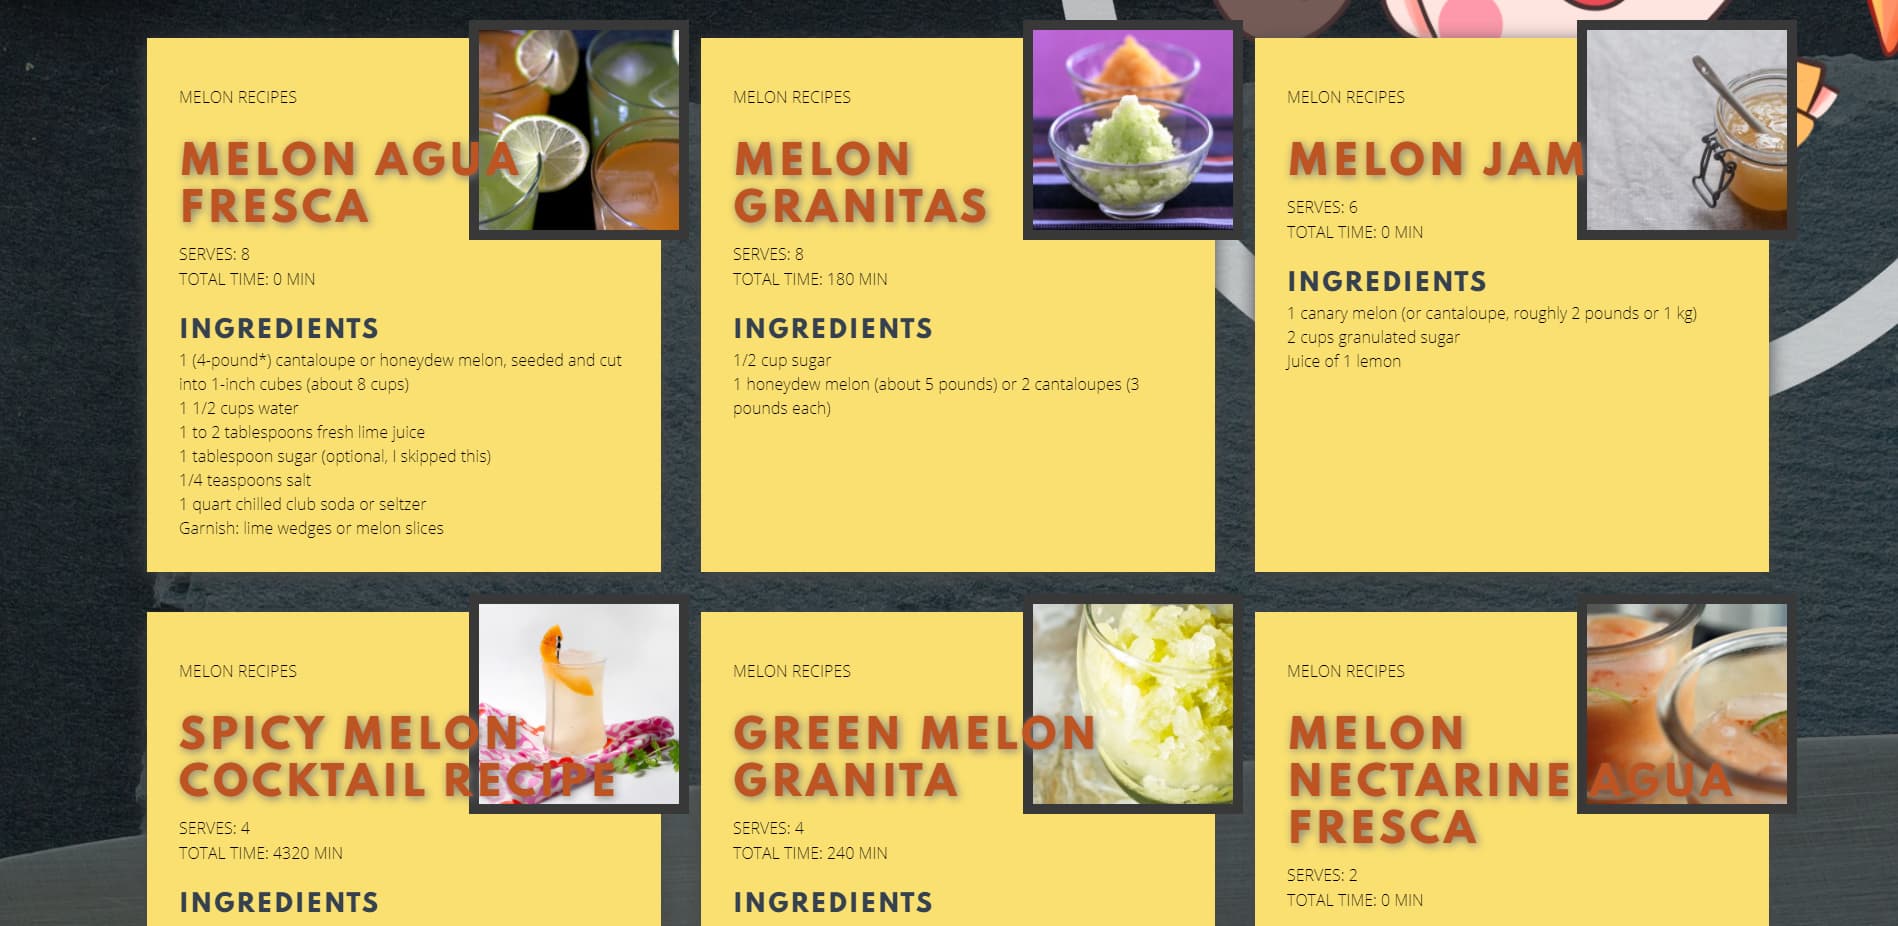 MELON RECIPES
MELON AGUA
FRESCA
SERVES: 8
TOTAL TIME: 0 MIN
INGREDIENTS
1 (4-pound*) cantaloupe or honeydew melon, seeded and cut
into 1-inch cubes (about 8 cups)
1 1/2 cups water
1 to 2 tablespoons fresh lime juice
1 tablespoon sugar (optional, I skipped this)
1/4 teaspoons salt
1 quart chilled club soda or seltzer
Garnish: lime wedges or melon slices
MELON RECIPES
MELON
GRANITAS
SERVES: 8
TOTAL TIME: 180 MIN
INGREDIENTS
1/2 cup sugar
1 honeydew melon (about 5 pounds) or 2 cantaloupes (3
pounds each)
MELON RECIPES
MELON JAM
SERVES: 6
TOTAL TIME: 0 MIN
INGREDIENTS
1 canary melon (or cantaloupe, roughly 2 pounds or 1 kg)
2 cups granulated sugar
Juice of 1 lemon
MELON RECIPES
SPICY MELON
COCKTAIL RECIPE
SERVES: 4
TOTAL TIME: 4320 MIN
INGREDIENTS
MELON RECIPES
GREEN MELON
GRANITA
SERVES: 4
TOTAL TIME: 240 MIN
INGREDIENTS
MELON RECIPES
MELON
NECTARINE AGUA
FRESCA
SERVES: 2
TOTAL TIME: 0 MIN